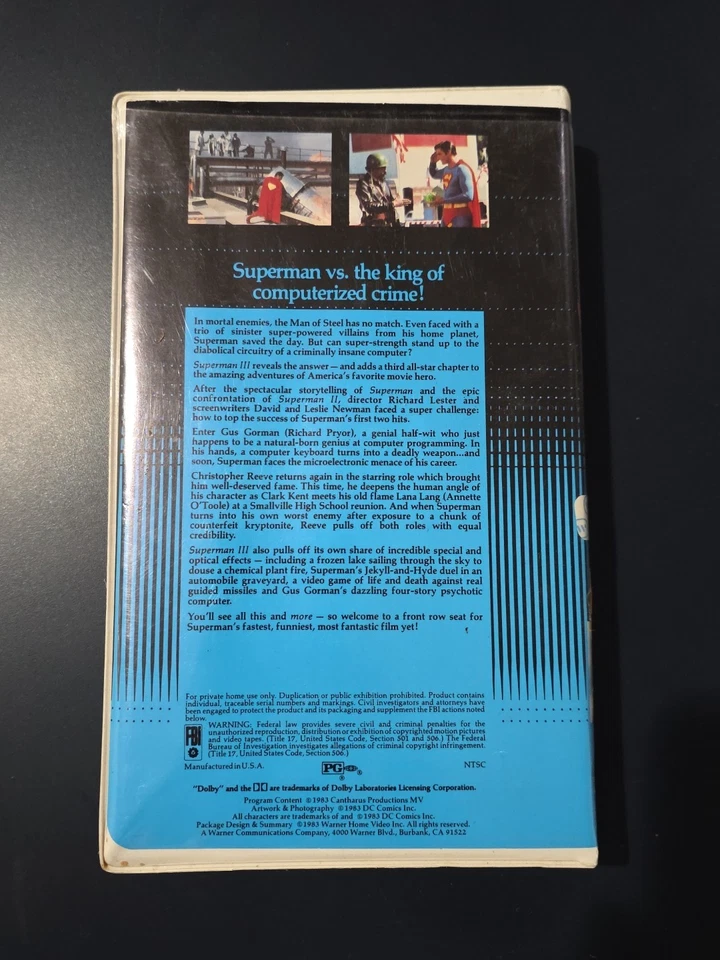 Superman vs. the king of
computerized crime!
In mortal enemies, the Man of Steel has no match. Even faced with a
trio of sinister super-powered villains from his home planet,
Superman saved the day. But can super-strength stand up to the
diabolical circuitry of a criminally insane computer?
Superman III reveals the answer — and adds a third all-star chapter to
the amazing adventures of America's favorite movie hero.
After the spectacular storytelling of Superman and the epic
confrontation of Superman II, director Richard Lester and
screenwriters David and Leslie Newman faced a super challenge:
how to top the success of Superman's first two hits.
Enter Gus Gorman (Richard Pryor), a genial half-wit who just
happens to be a natural-born genius at computer programming. In
his hands, a computer keyboard turns into a deadly weapon...and
soon, Superman faces the microelectronic menace of his career.
Christopher Reeve returns again in the starring role which brought
him well-deserved fame. This time, he deepens the human angle of
his character as Clark Kent meets his old flame Lana Lang (Annette
O'Toole) at a Smallville High School reunion. And when Superman
turns into his own worst enemy after exposure to a chunk of
counterfeit kryptonite, Reeve pulls off both roles with equal
credibility.
Superman III also pulls off its own share of incredible special and
optical effects — including a frozen lake sailing through the sky to
douse a chemical plant fire, Superman's Jekyll-and-Hyde duel in an
automobile graveyard, a video game of life and death against real
guided missiles and Gus Gorman's dazzling four-story psychotic
computer.
You'll see all this and more — so welcome to a front row seat for
Superman's fastest, funniest, most fantastic film yet!
For private home use only. Duplication or public exhibition prohibited. Product contains
individual, traceable serial numbers and markings. Civil investigators and attorneys have
been engaged to protect the product and its packaging and supplement the FBI actions noted
below.
FBI
WARNING: Federal law provides severe civil and criminal penalties for the
unauthorized reproduction, distribution or exhibition of copyrighted motion pictures
and video tapes. (Title 17, United States Code, Section 501 and 506.) The Federal
Bureau of Investigation investigates allegations of criminal copyright infringement.
(Title 17, United States Code, Section 506.)
Manufactured in U.S.A. PG ® NTSC
"Dolby" and the DD are trademarks of Dolby Laboratories Licensing Corporation.
Program Content © 1983 Cantharus Productions MV
Artwork & Photography © 1983 DC Comics Inc.
All characters are trademarks of and © 1983 DC Comics Inc.
Package Design & Summary © 1983 Warner Home Video Inc. All rights reserved.
A Warner Communications Company, 4000 Warner Blvd., Burbank, CA 91522